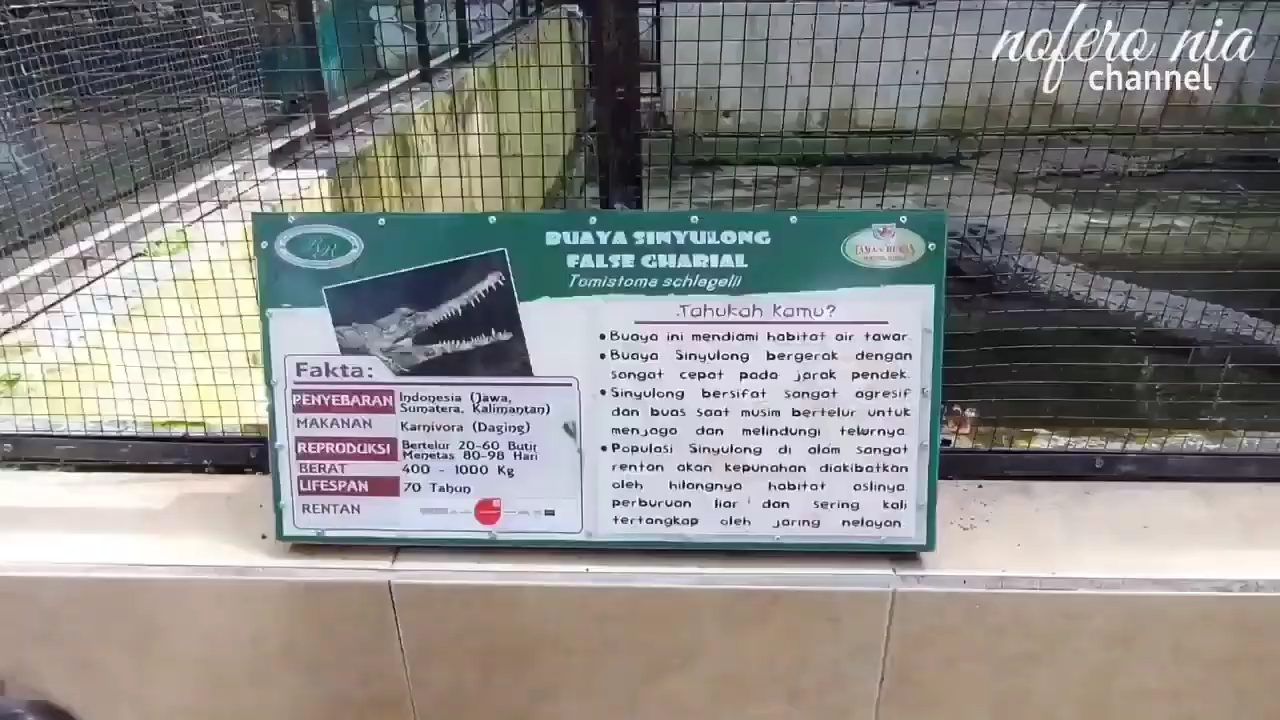 nofero nia
channel
BUAYA SINYULONG
FALSE GHARIAL
Tomistoma schlagelii
Fakta:
PENYEBARAN Indonesia (Jawa,
Sumatera, Kalimantan)
MAKANAN Karnivora (Daging)
REPRODUKSI Bertelur 20-60 Butir
Menetas 80-98 Hari
BERAT 400 - 1000 Kg
LIFESPAN 70 Tahun
RENTAN
Tahukah Kamu?
• Buaya ini mendiami habitat air tawar.
• Buaya Sinyulong bergerak dengan
sangat cepat pada jarak pendek.
• Sinyulong bersifat sangat agresif
dan buas saat musim bertelur untuk
menjaga dan melindungi telurnya.
• Populasi Sinyulong di alam sangat
rentan akan kepunahan diakibatkan
oleh hilangnya habitat aslinya,
perburuan liar dan sering kali
tertangkap oleh jaring nelayan.